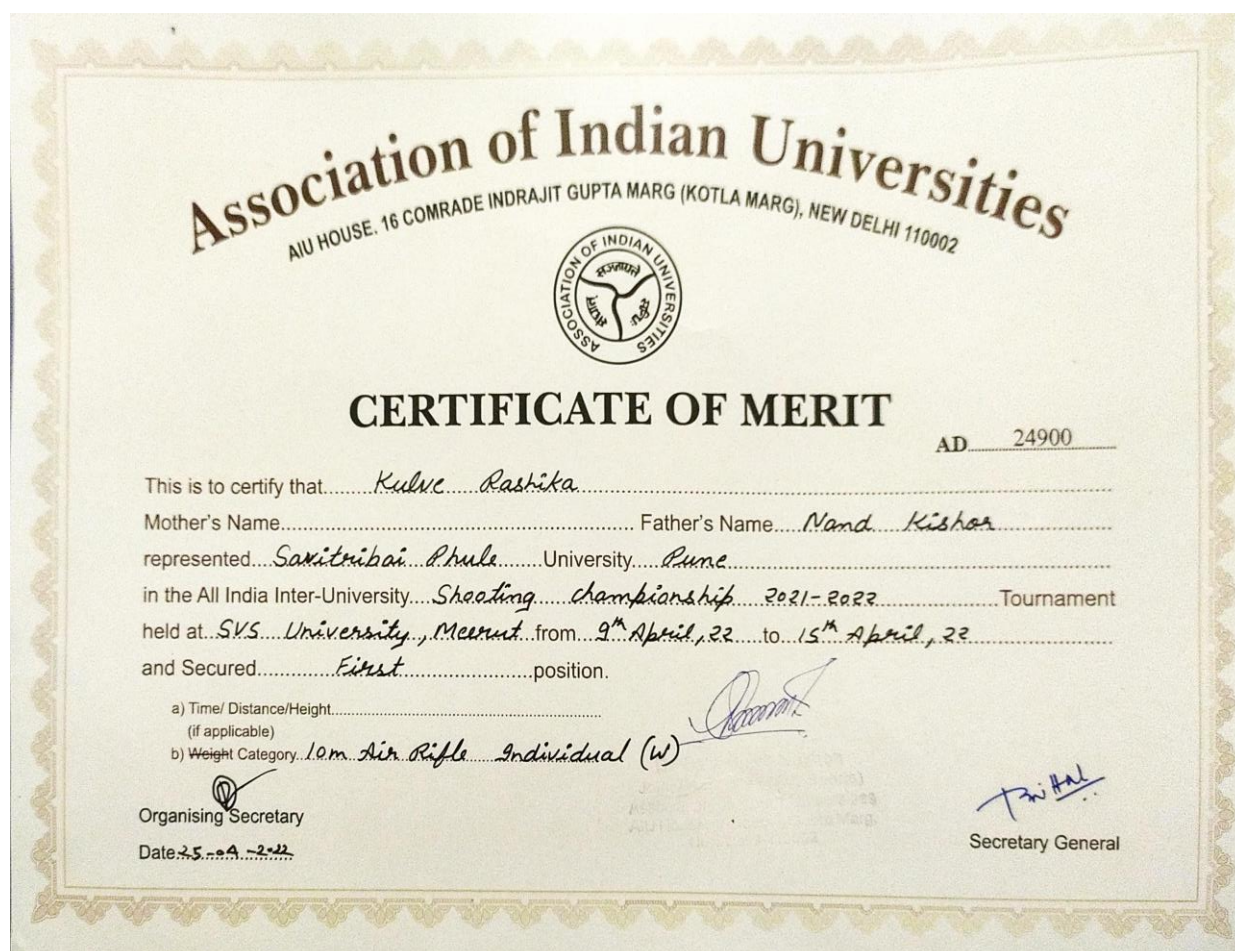 Association of Indian Universities
AIU HOUSE, 16 COMRADE INDRAJIT GUPTA MARG (KOTLA MARG), NEW DELHI 110002
ASSOCIATION OF INDIAN UNIVERSITIES
CERTIFICATE OF MERIT
AD 24900
This is to certify that Kulve Rashika
Mother's Name Father's Name Nand Kishor
represented Savitribai Phule University Pune
in the All India Inter-University Shooting championship 2021-2022 Tournament
held at SVS University, Meerut from 9th April, 22 to 15th April, 22
and Secured First position.
a) Time/ Distance/Height
(if applicable)
b) Weight Category 10m Air Rifle Individual (W)
Organising Secretary
Date 25-04-2022
Secretary General